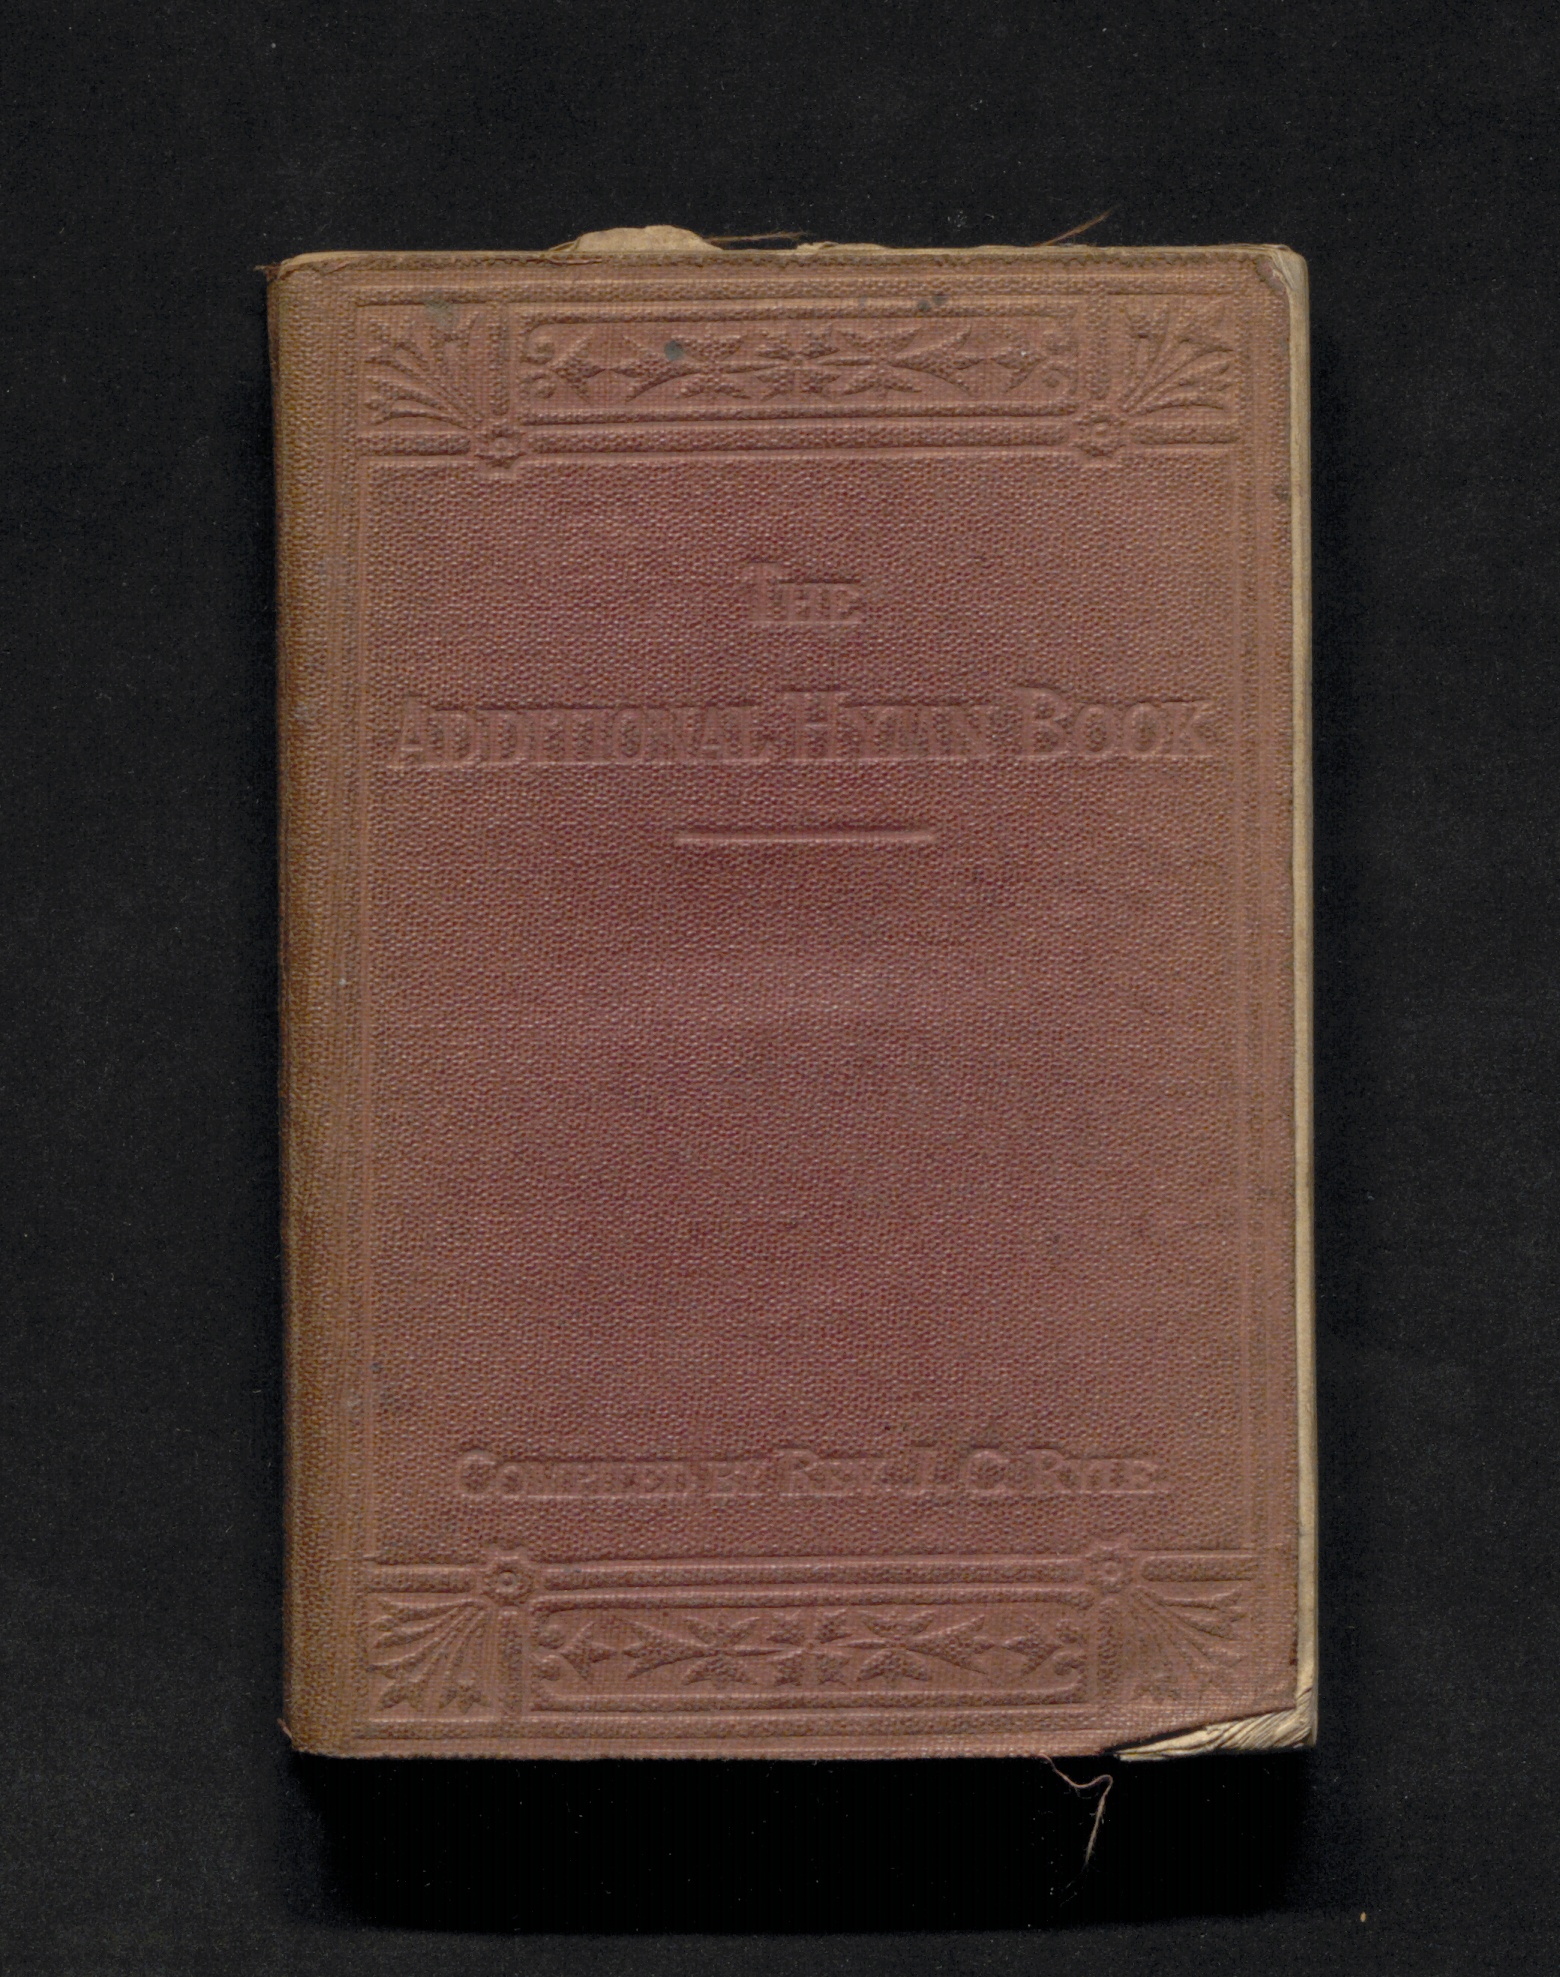 THE
ADDITIONAL HYMN BOOK
COMPILED BY REV. J. C. RYLE